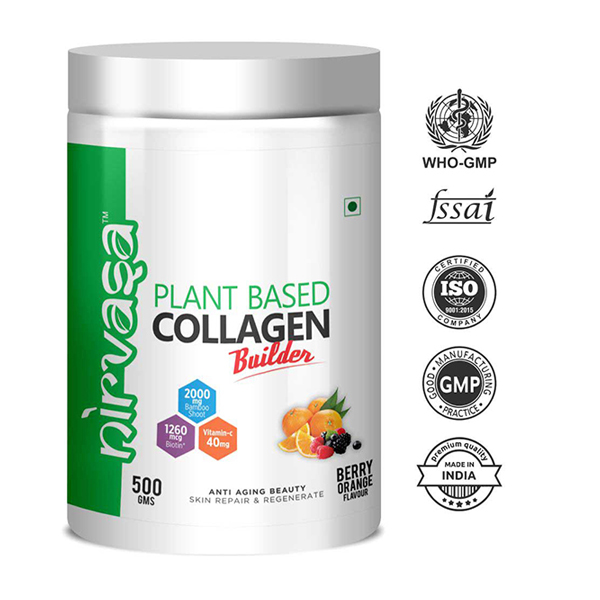 nirvasa™
PLANT BASED
COLLAGEN
Builder
2000
mg
Bamboo
Shoot
1260
mcg
Biotin*
Vitamin-c
40mg
500
GMS
ANTI AGING BEAUTY
SKIN REPAIR & REGENERATE
BERRY
ORANGE
FLAVOUR
WHO-GMP
fssai
CERTIFIED
ISO
9001:2015
COMPANY
GOOD • MANUFACTURING
GMP
PRACTICE
premium quality
MADE IN
INDIA